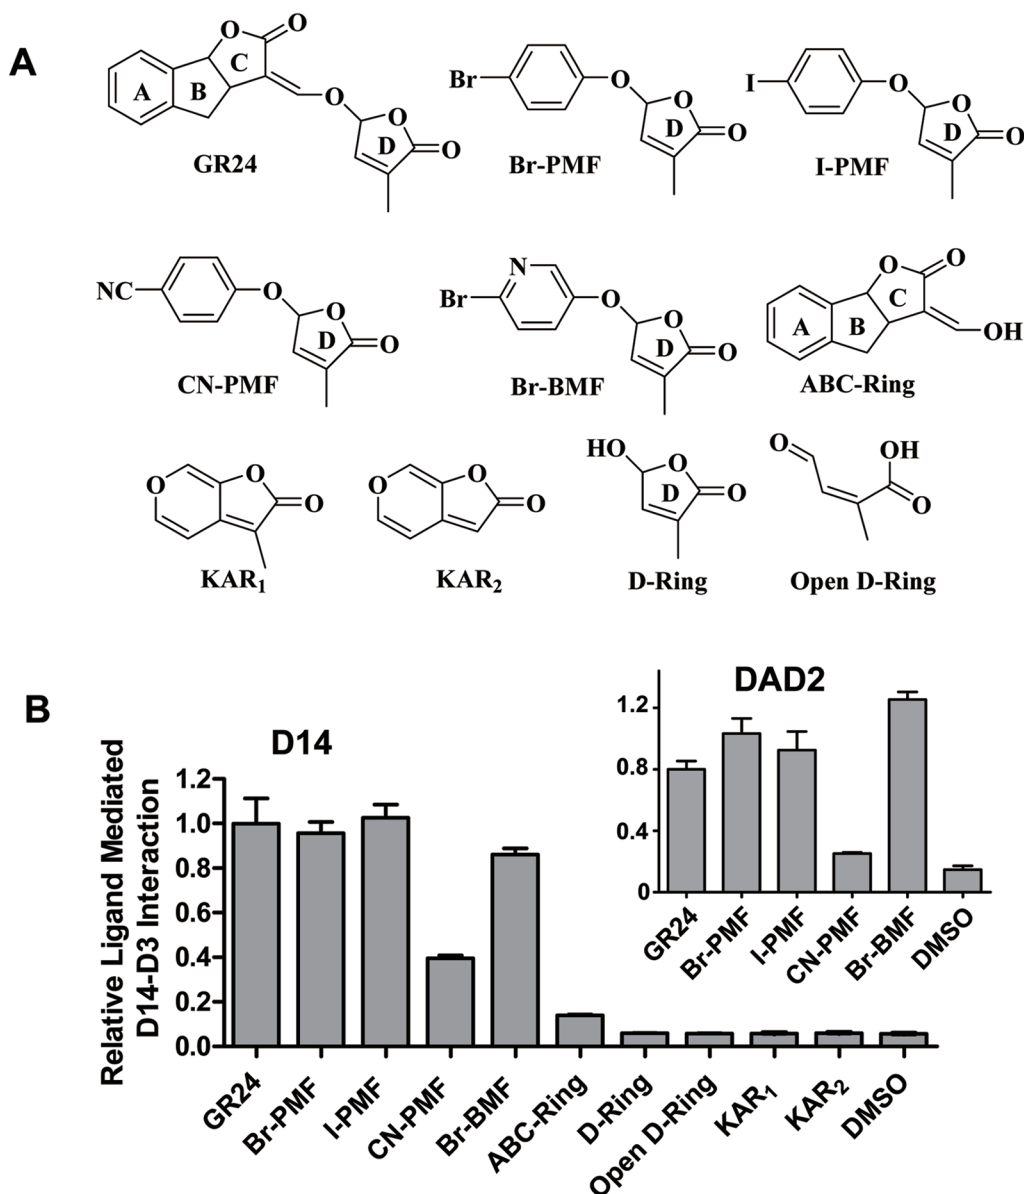 A
O
O
C
A
B
O
O
D
O
GR24
Br
O
O
D
O
Br-PMF
I
O
O
D
O
I-PMF
NC
O
O
D
O
CN-PMF
N
Br
O
O
D
O
Br-BMF
O
O
C
A
B
OH
ABC-Ring
O
O
O
KAR1
O
O
O
KAR2
HO
O
D
O
D-Ring
O
OH
O
Open D-Ring
B
D14
Relative Ligand Mediated
D14-D3 Interaction
1.2
1.0
0.8
0.6
0.4
0.2
0.0
GR24
Br-PMF
I-PMF
CN-PMF
Br-BMF
ABC-Ring
D-Ring
Open D-Ring
KAR1
KAR2
DMSO
DAD2
1.2
0.8
0.4
0
GR24
Br-PMF
I-PMF
CN-PMF
Br-BMF
DMSO